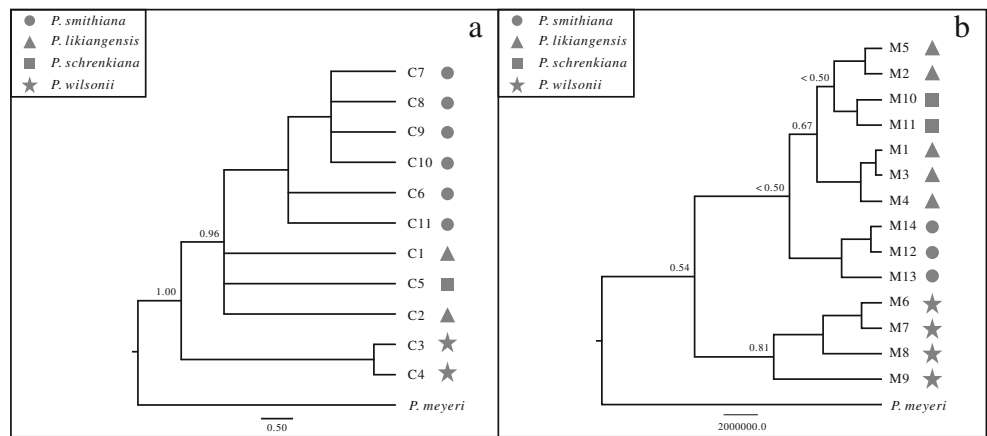 P. smithiana
P. likiangensis
P. schrenkiana
P. wilsonii
a
C7
C8
C9
C10
C6
C11
0.96
C1
C5
C2
1.00
C3
C4
P. meyeri
0.50
P. smithiana
P. likiangensis
P. schrenkiana
P. wilsonii
b
M5
M2
< 0.50
M10
M11
0.67
M1
M3
M4
< 0.50
M14
M12
M13
0.54
M6
M7
0.81
M8
M9
P. meyeri
2000000.0